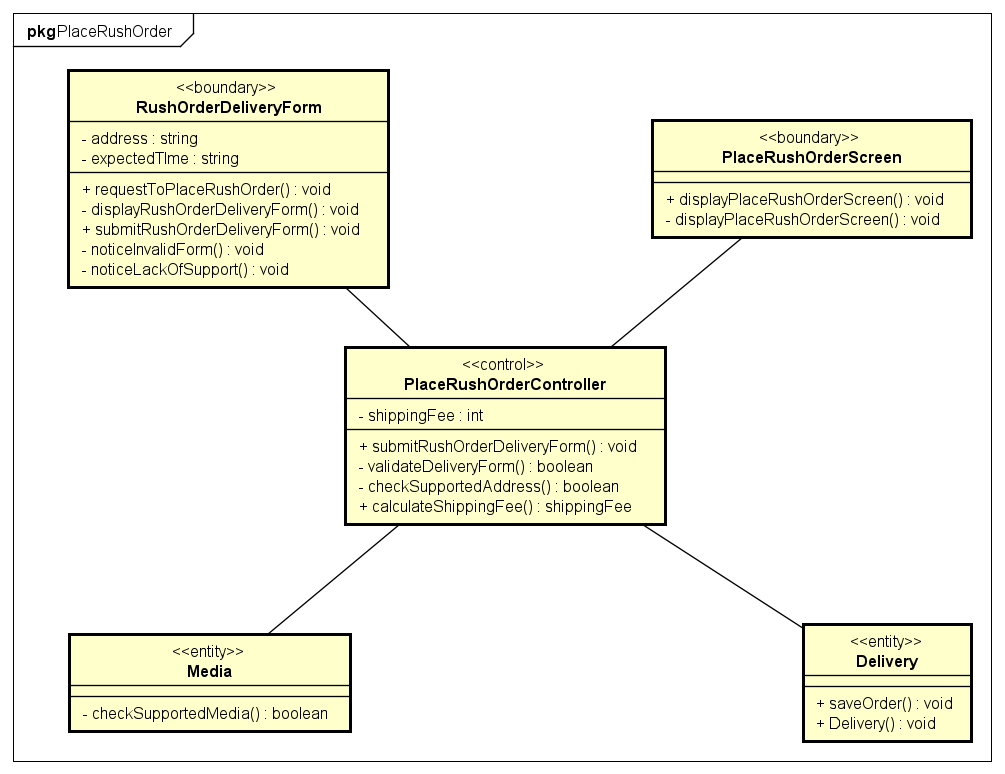 pkgPlaceRushOrder
<<boundary>>
RushOrderDeliveryForm
- address : string
- expectedTIme : string
+ requestToPlaceRushOrder() : void
- displayRushOrderDeliveryForm() : void
+ submitRushOrderDeliveryForm() : void
- noticeInvalidForm() : void
- noticeLackOfSupport() : void
<<boundary>>
PlaceRushOrderScreen
+ displayPlaceRushOrderScreen() : void
- displayPlaceRushOrderScreen() : void
<<control>>
PlaceRushOrderController
- shippingFee : int
+ submitRushOrderDeliveryForm() : void
- validateDeliveryForm() : boolean
- checkSupportedAddress() : boolean
+ calculateShippingFee() : shippingFee
<<entity>>
Media
- checkSupportedMedia() : boolean
<<entity>>
Delivery
+ saveOrder() : void
+ Delivery() : void